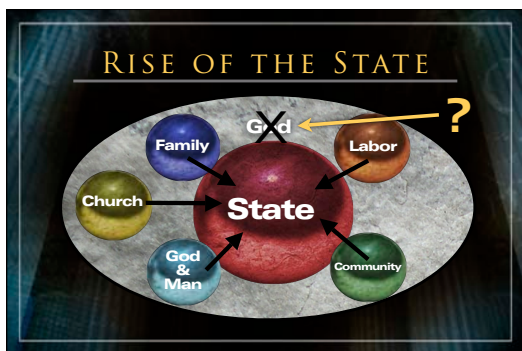 RISE OF THE STATE
God
?
Family
Labor
Church
State
God
&
Man
Community